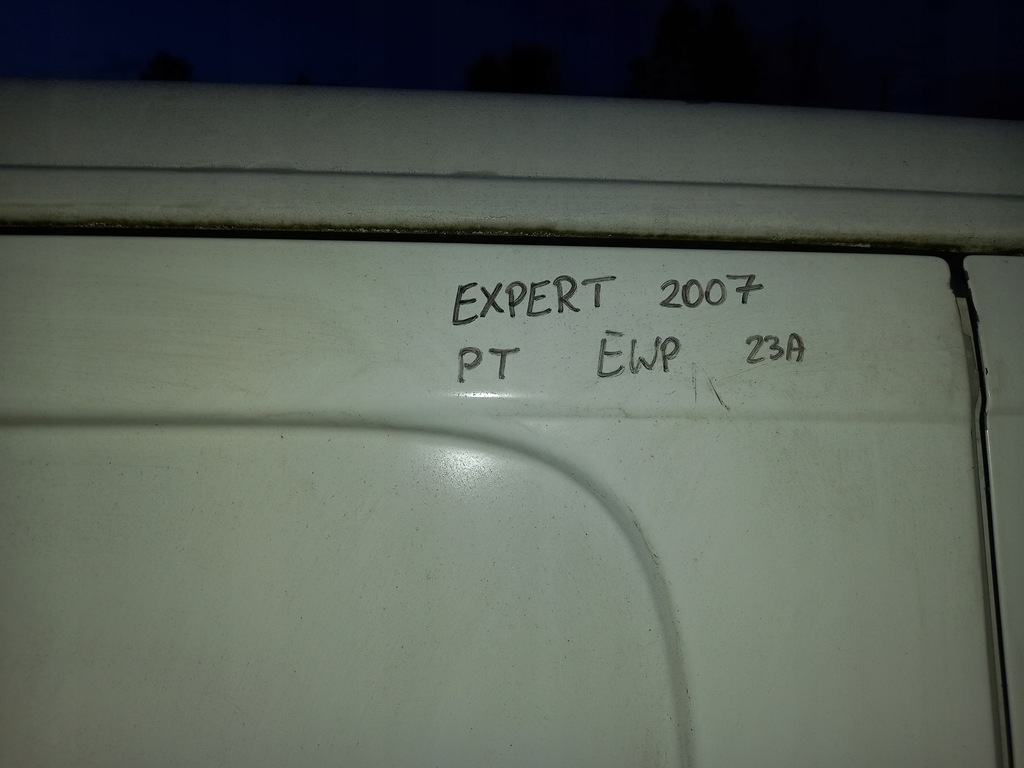 EXPERT 2007
PT EWP 23A